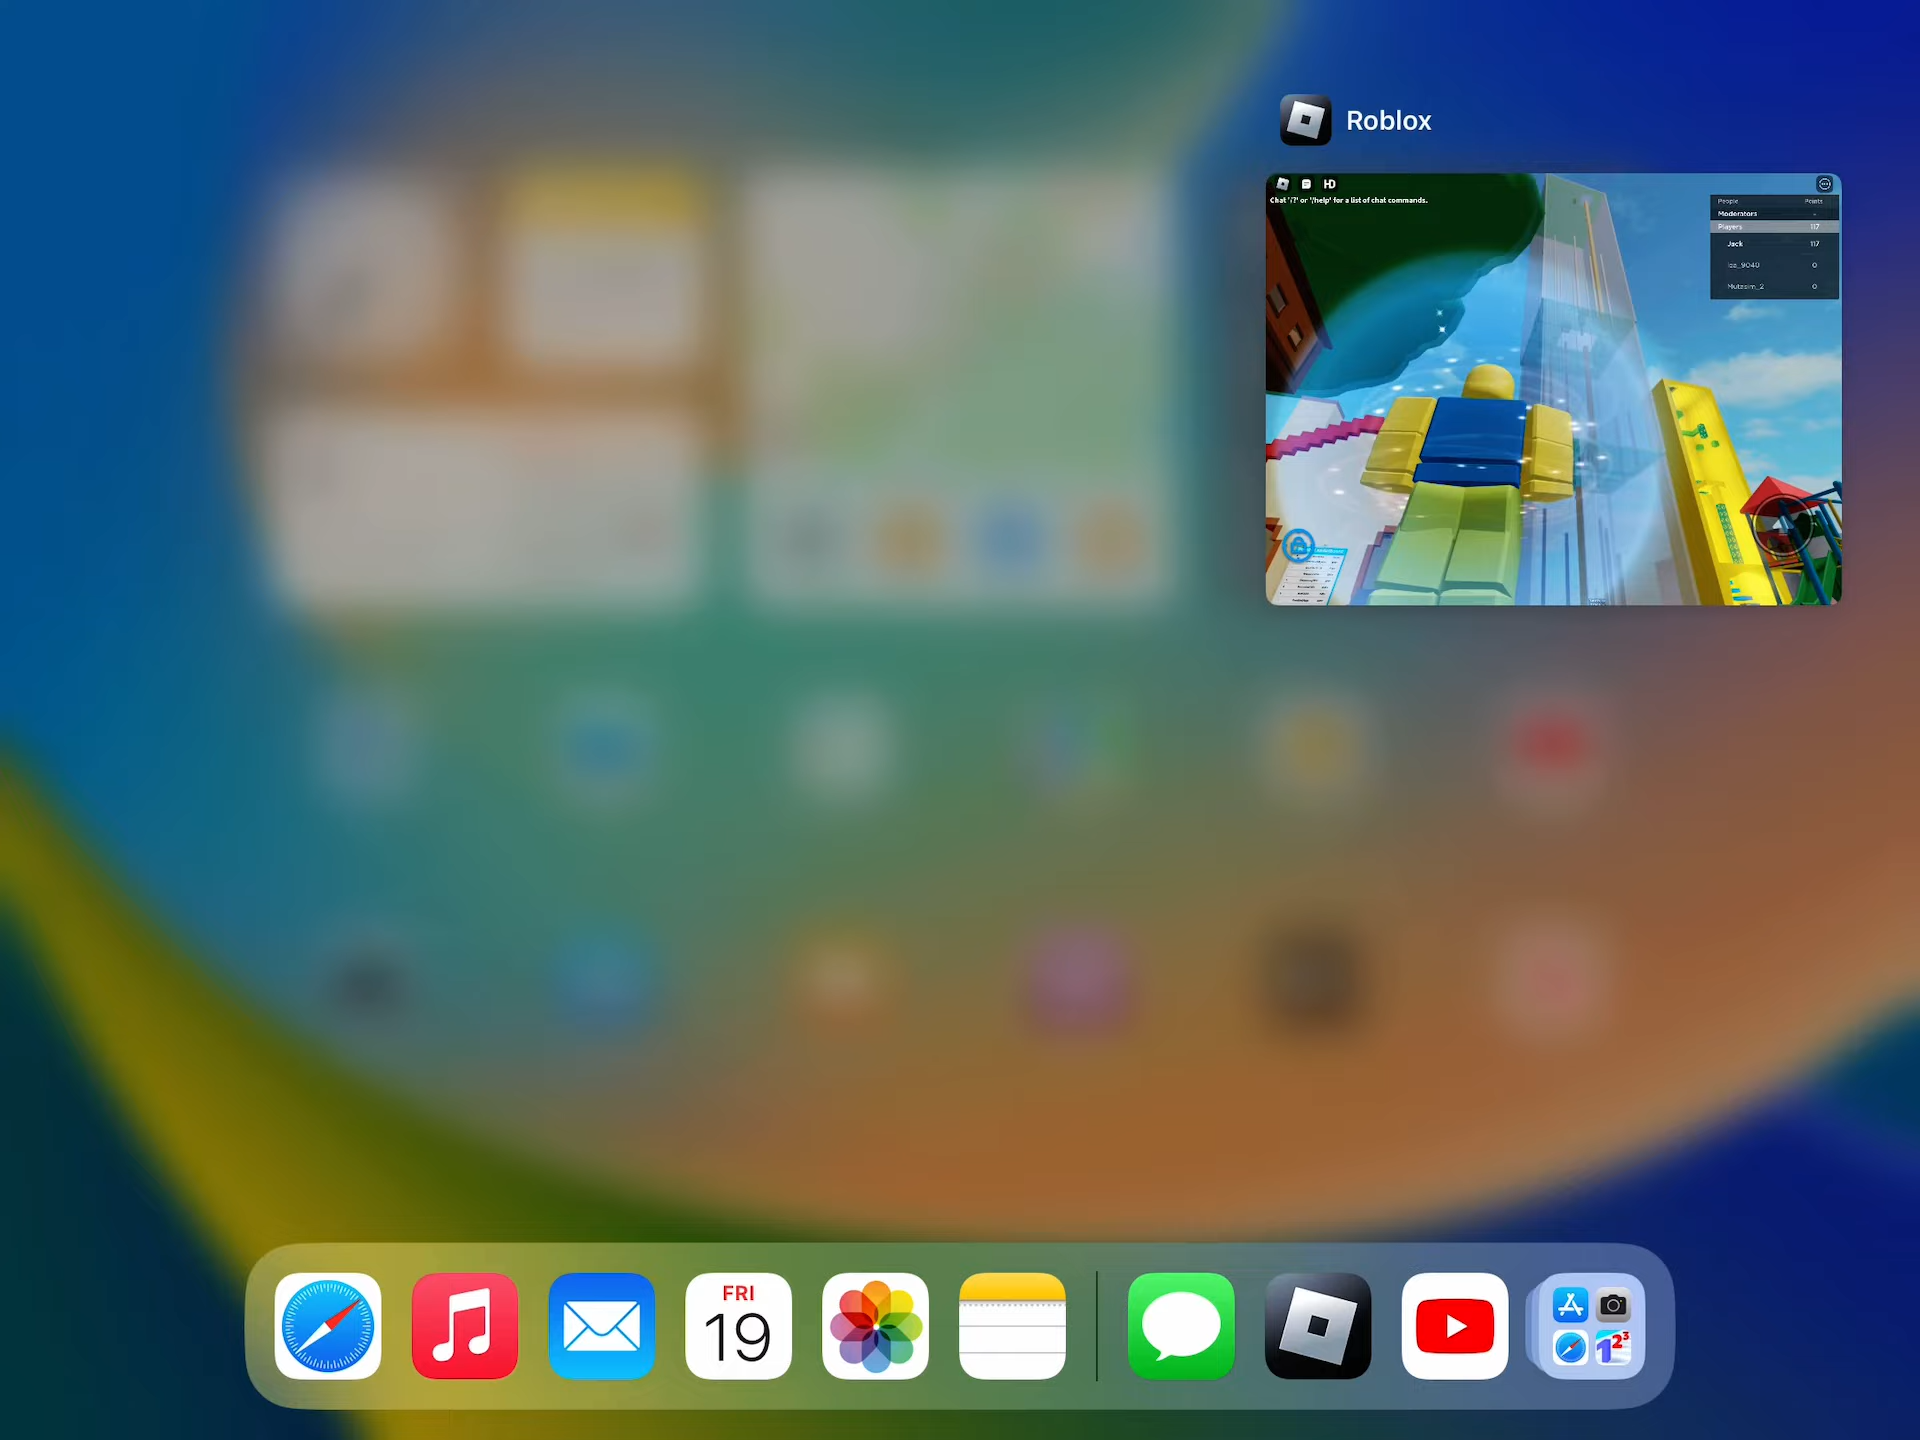 Roblox
HD
Chat '/?' or '/help' for a list of chat commands.
People Points
Moderators -
Players 117
Jack 117
0
Mutasim_2 0
FRI
19